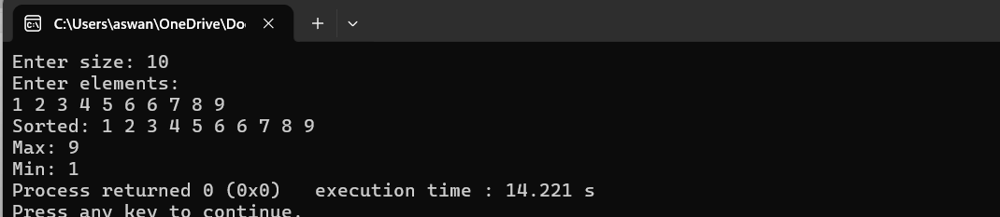 C:\Users\aswan\OneDrive\Do
Enter size: 10
Enter elements:
1 2 3 4 5 6 6 7 8 9
Sorted: 1 2 3 4 5 6 6 7 8 9
Max: 9
Min: 1
Process returned 0 (0x0)   execution time : 14.221 s
Press any key to continue.